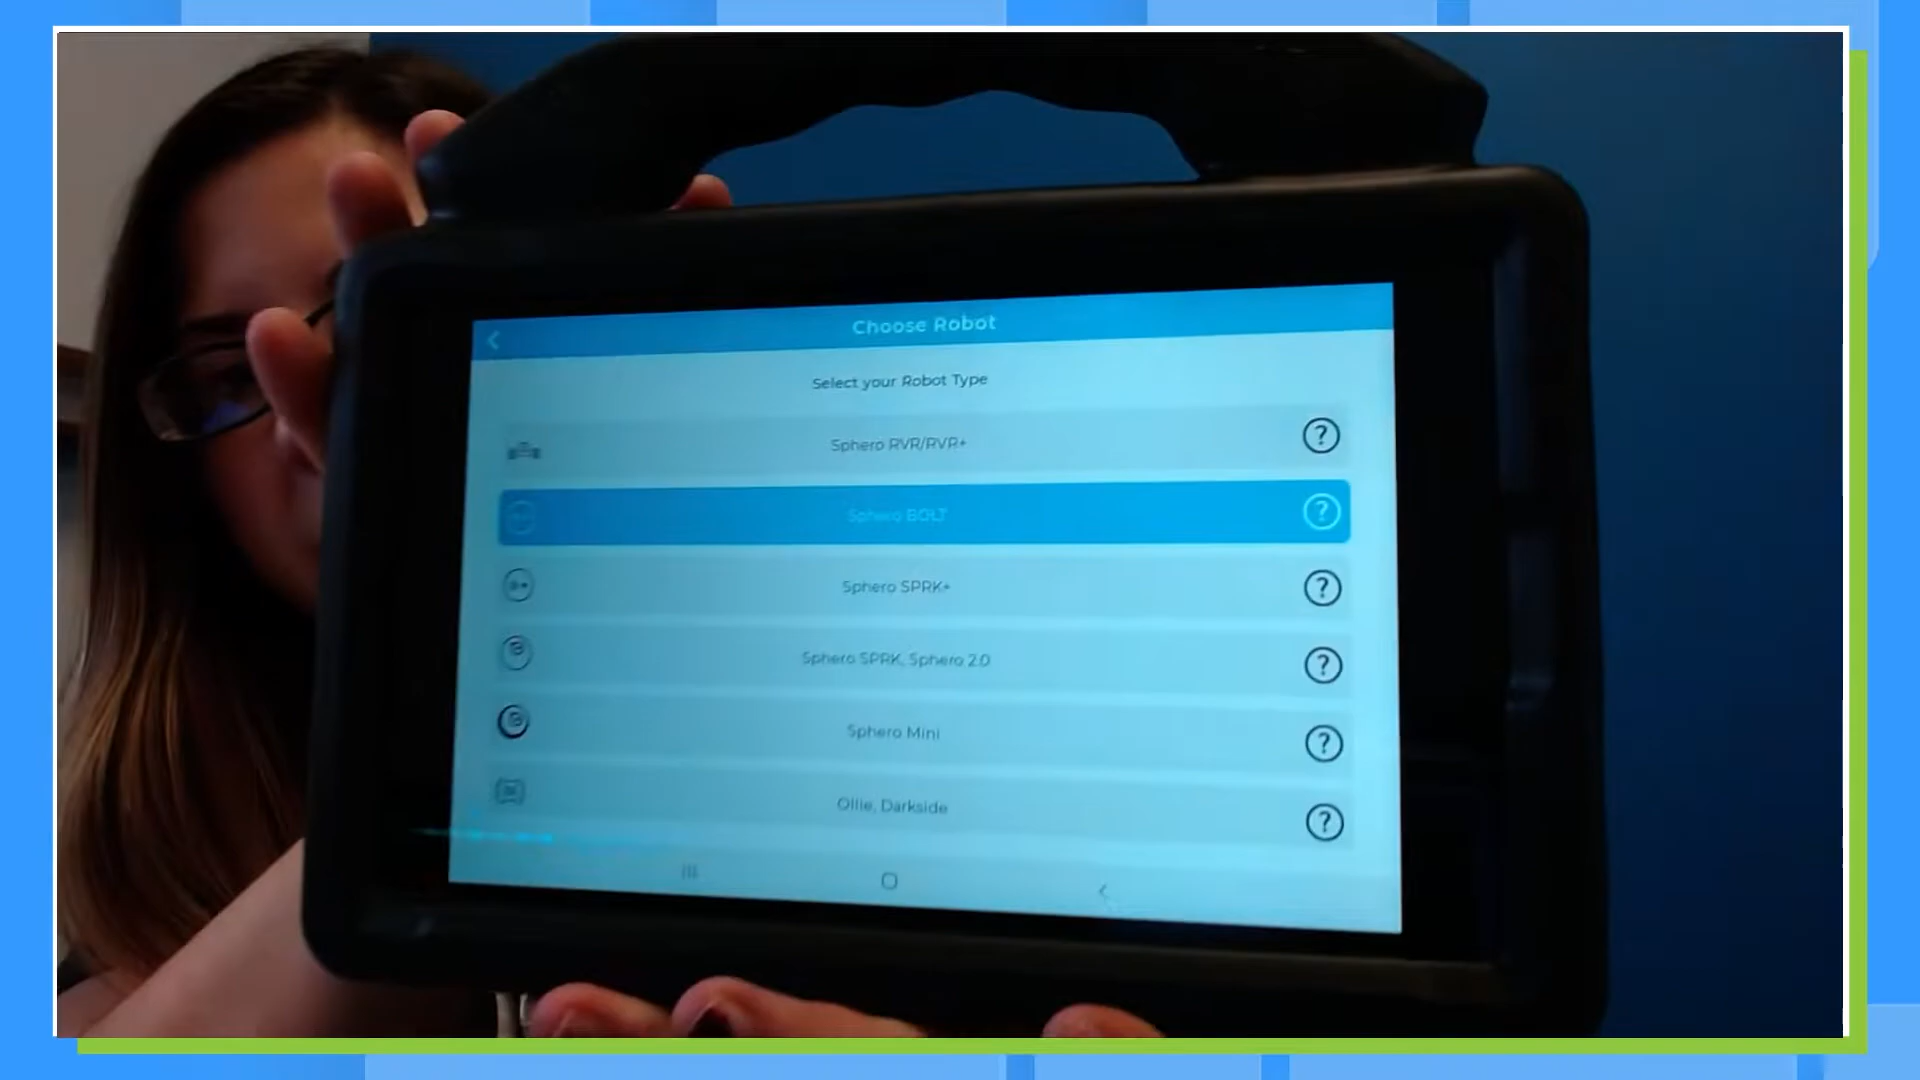 Choose Robot
Select your Robot Type
Sphero RVR/RVR+
?
Sphero BOLT
?
Sphero SPRK+
?
Sphero SPRK, Sphero 2.0
?
Sphero Mini
?
Ollie, Darkside
?